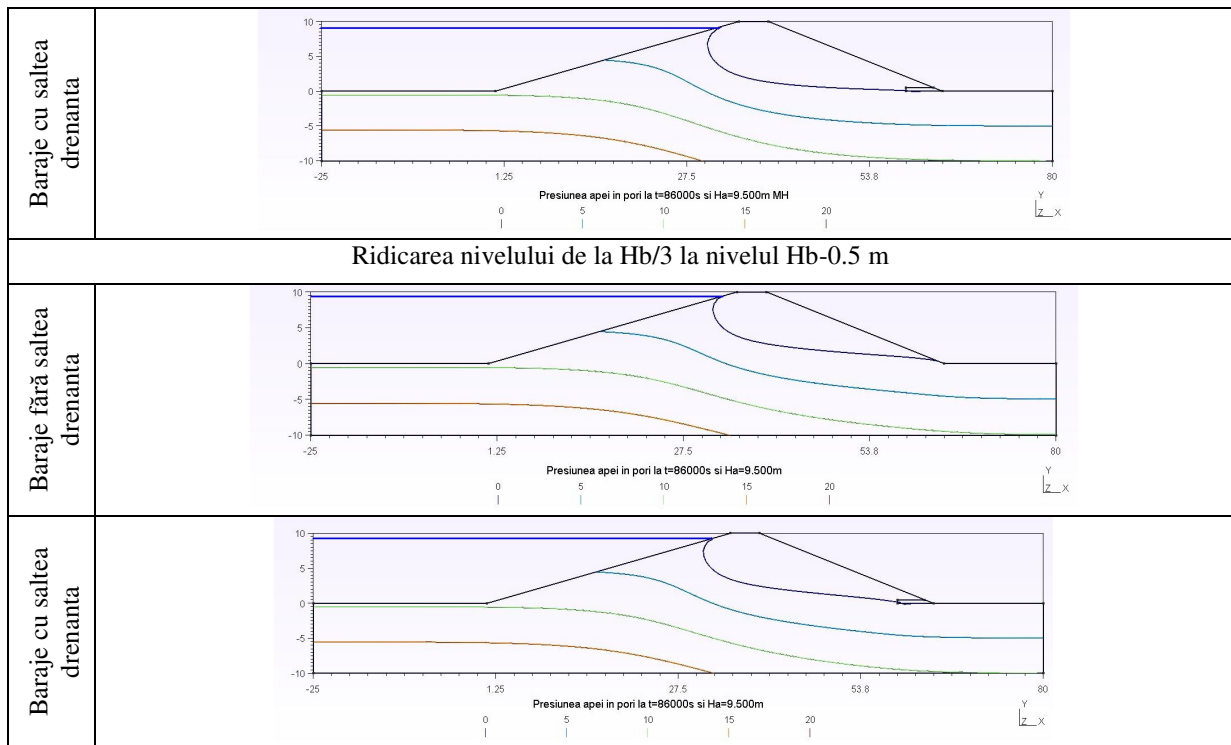 Baraje cu saltea
drenanta
10
5
0
-5
-10
-25
1.25
27.5
53.8
80
Presiunea apei in pori la t=86000s si Ha=9.500m MH
0
5
10
15
20
Y
Z X
Ridicarea nivelului de la Hb/3 la nivelul Hb-0.5 m
Baraje fără saltea
drenanta
10
5
0
-5
-10
-25
1.25
27.5
53.8
80
Presiunea apei in pori la t=86000s si Ha=9.500m
0
5
10
15
20
Y
Z X
Baraje cu saltea
drenanta
10
5
0
-5
-10
-25
1.25
27.5
53.8
80
Presiunea apei in pori la t=86000s si Ha=9.500m
0
5
10
15
20
Y
Z X